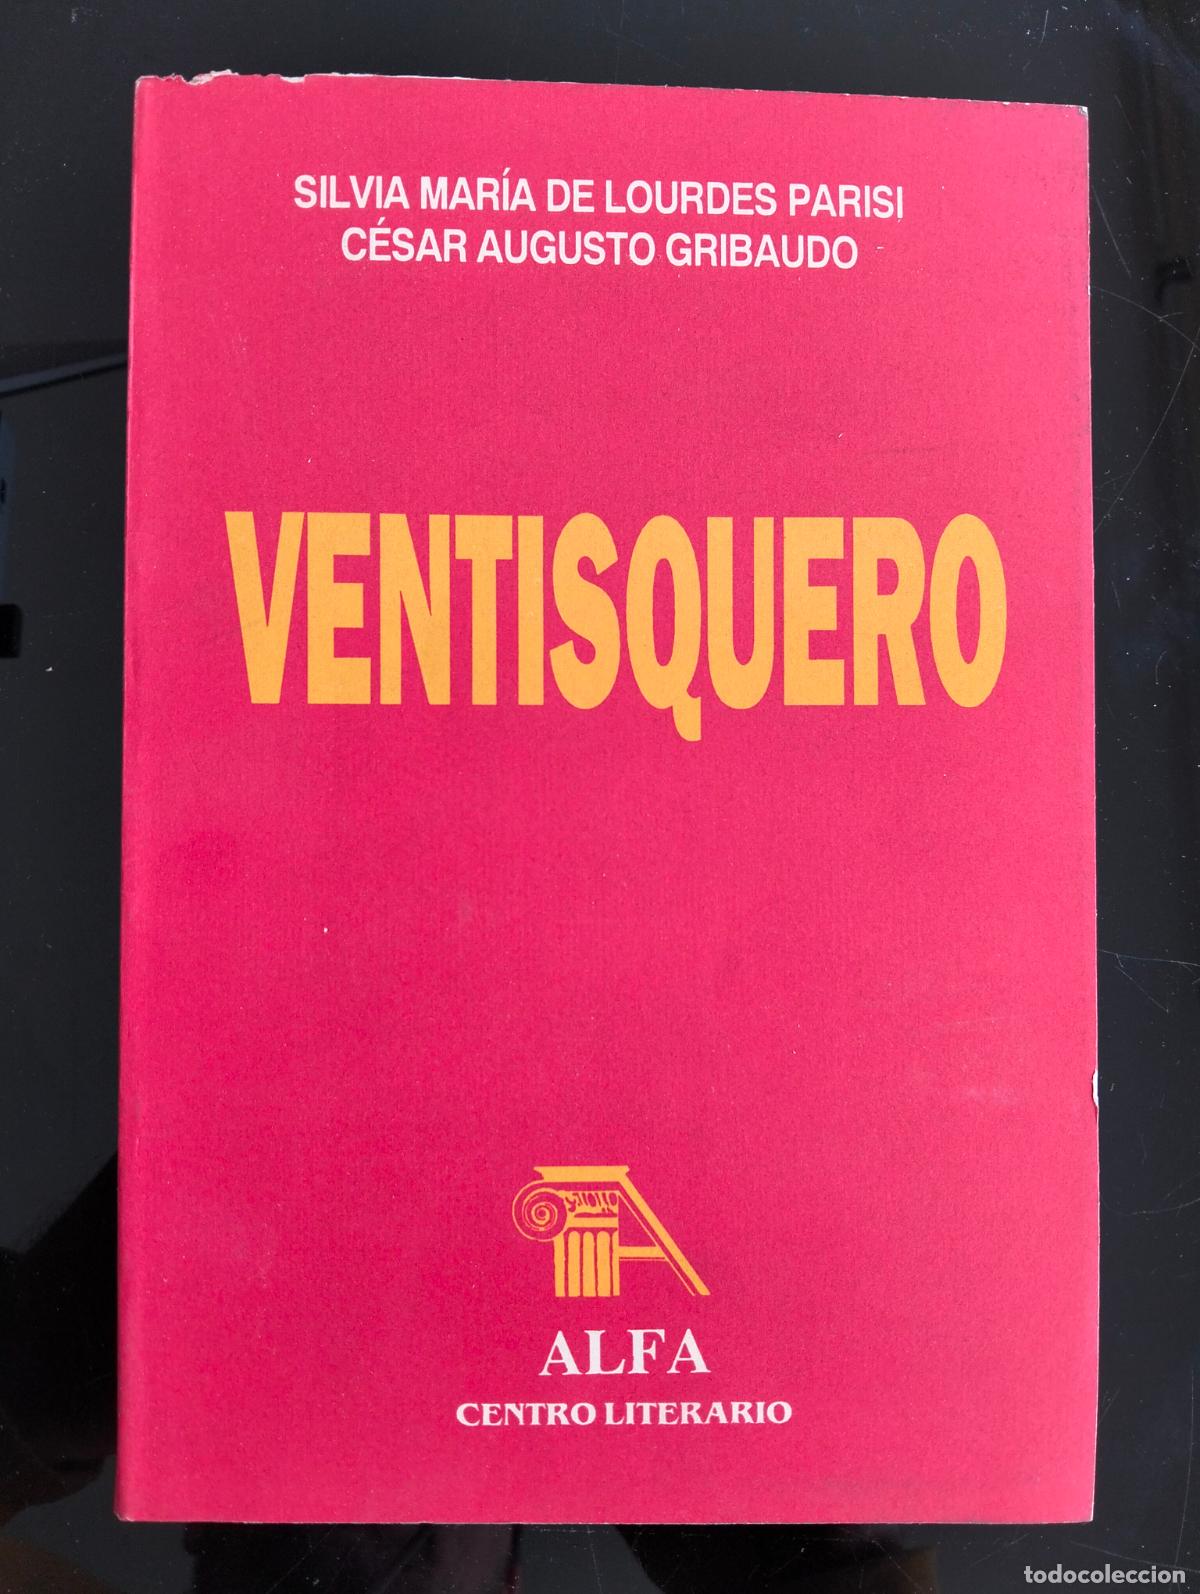 SILVIA MARÍA DE LOURDES PARISI
CÉSAR AUGUSTO GRIBAUDO
VENTISQUERO
ALFA
CENTRO LITERARIO
todocoleccion